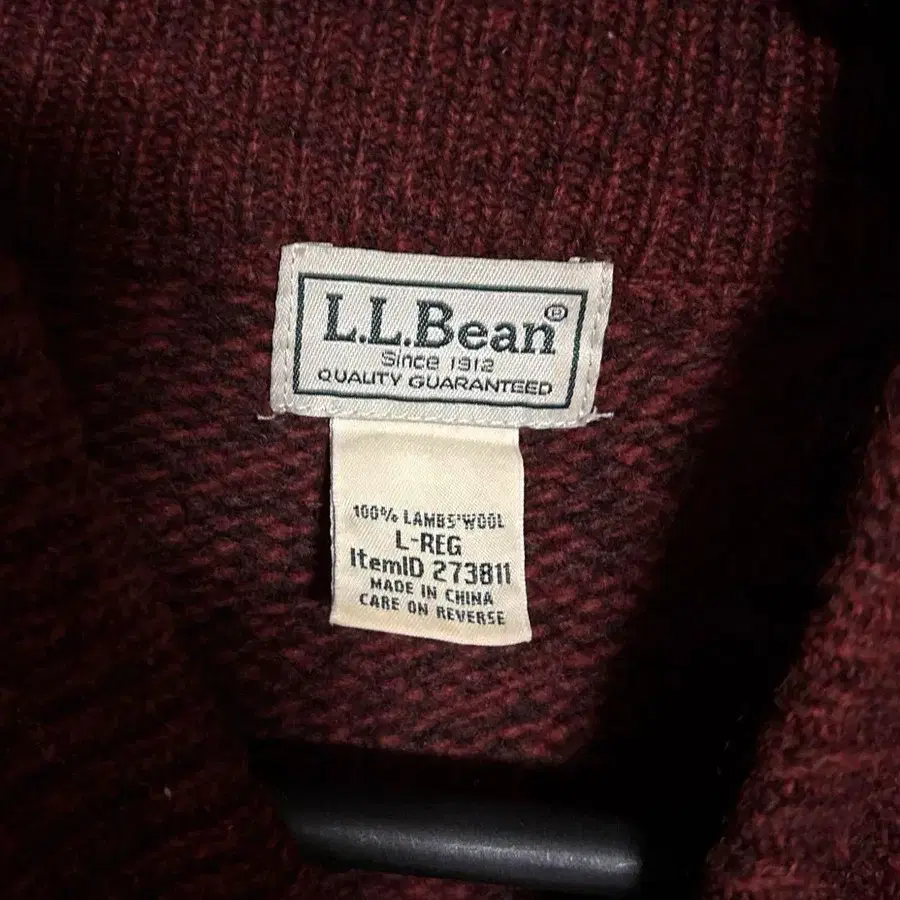 L.L.Bean®
Since 1912
QUALITY GUARANTEED
100% LAMBS'WOOL
L-REG
ItemID 273811
MADE IN CHINA
CARE ON REVERSE